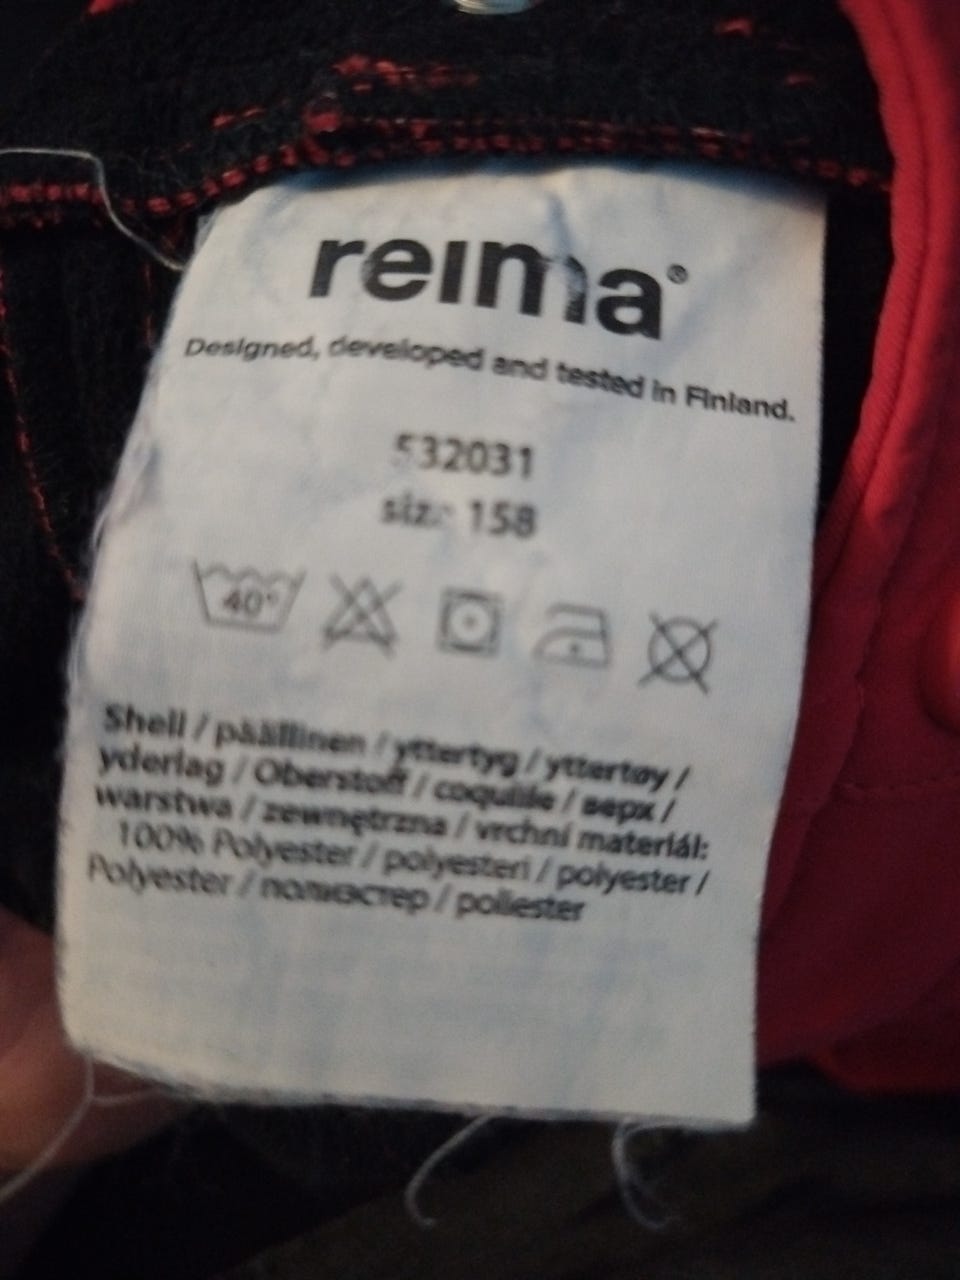 reima®
Designed, developed and tested in Finland.
532031
size 158
40°
Shell / päällinen / yttertyg / yttertøy /
yderlag / Oberstoff / coquille / верх /
warstwa / zewnętrzna / vrchní materiál:
100% Polyester / polyesteri / polyester /
Polyester / полиэстер / poliester